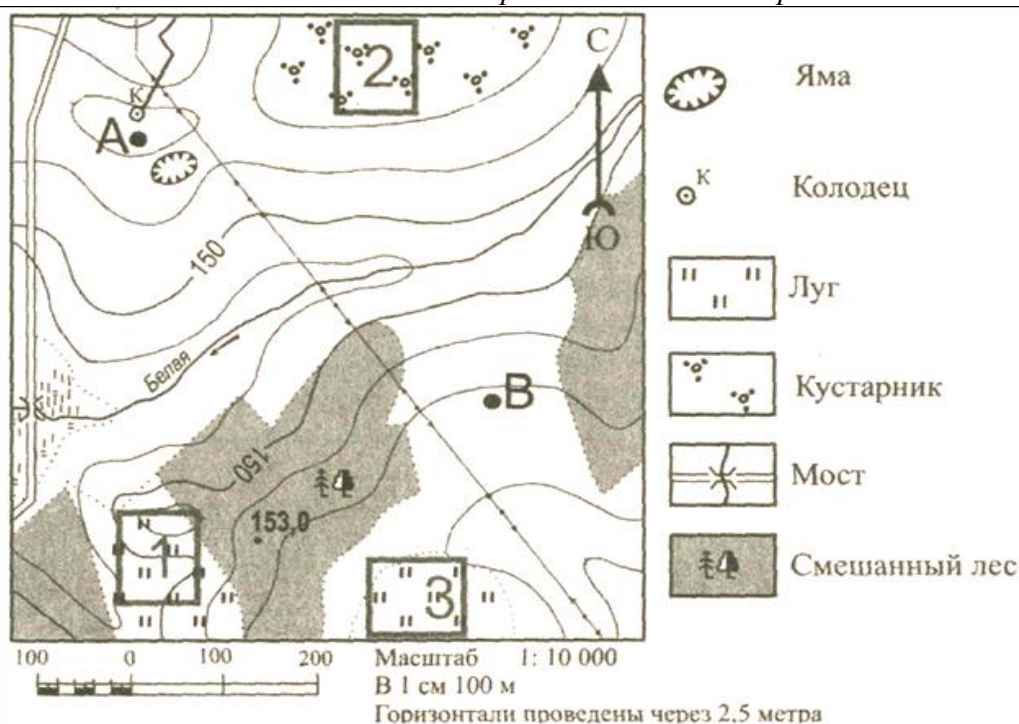 К
А
2
С
Ю
150
Белая
В
150
153,0
1
3
Яма
К
Колодец
Луг
Кустарник
Мост
Смешанный лес
100 0 100 200
Масштаб 1: 10 000
В 1 см 100 м
Горизонтали проведены через 2,5 метра